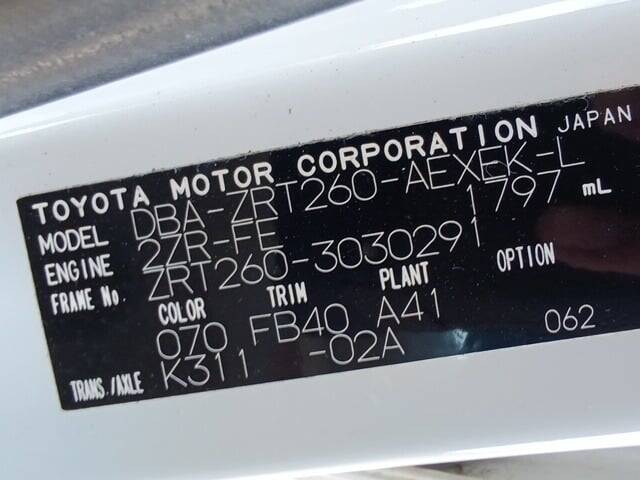 TOYOTA MOTOR CORPORATION JAPAN
MODEL DBA-ZRT260-AEXEK-L
ENGINE 2ZR-FE 1797 mL
FRAME No. ZRT260-3030291
COLOR TRIM PLANT OPTION
070 FB40 A41 062
TRANS./AXLE K311 -02A